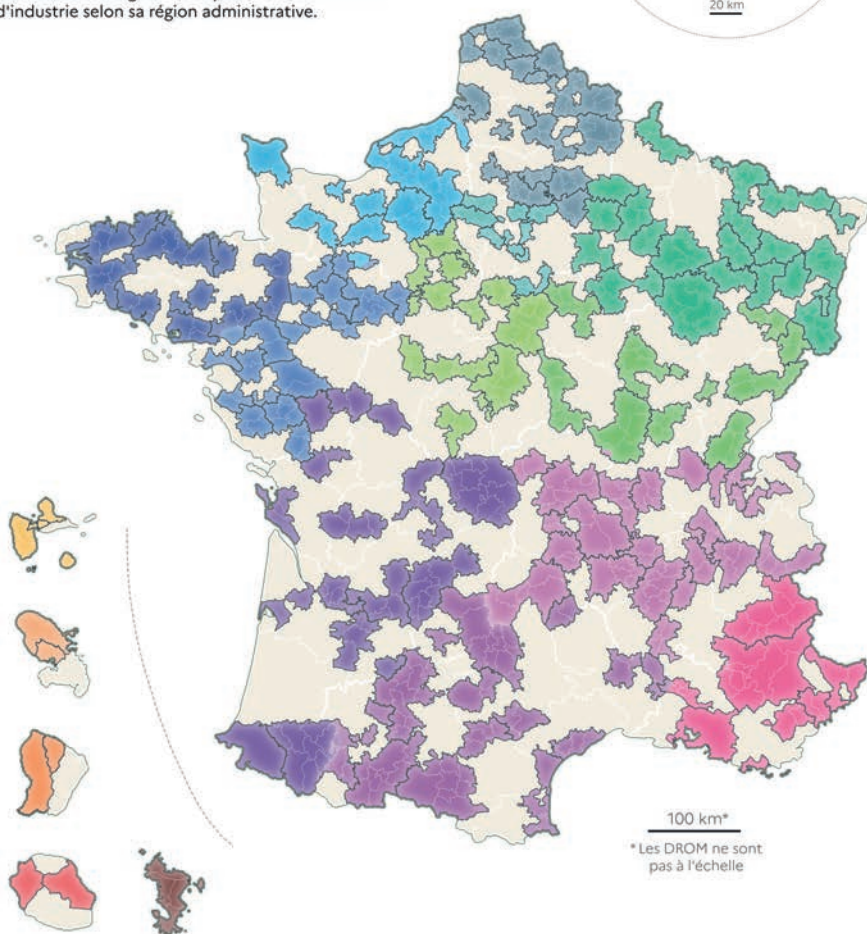 d'industrie selon sa région administrative.
20 km
100 km*
* Les DROM ne sont
pas à l'échelle